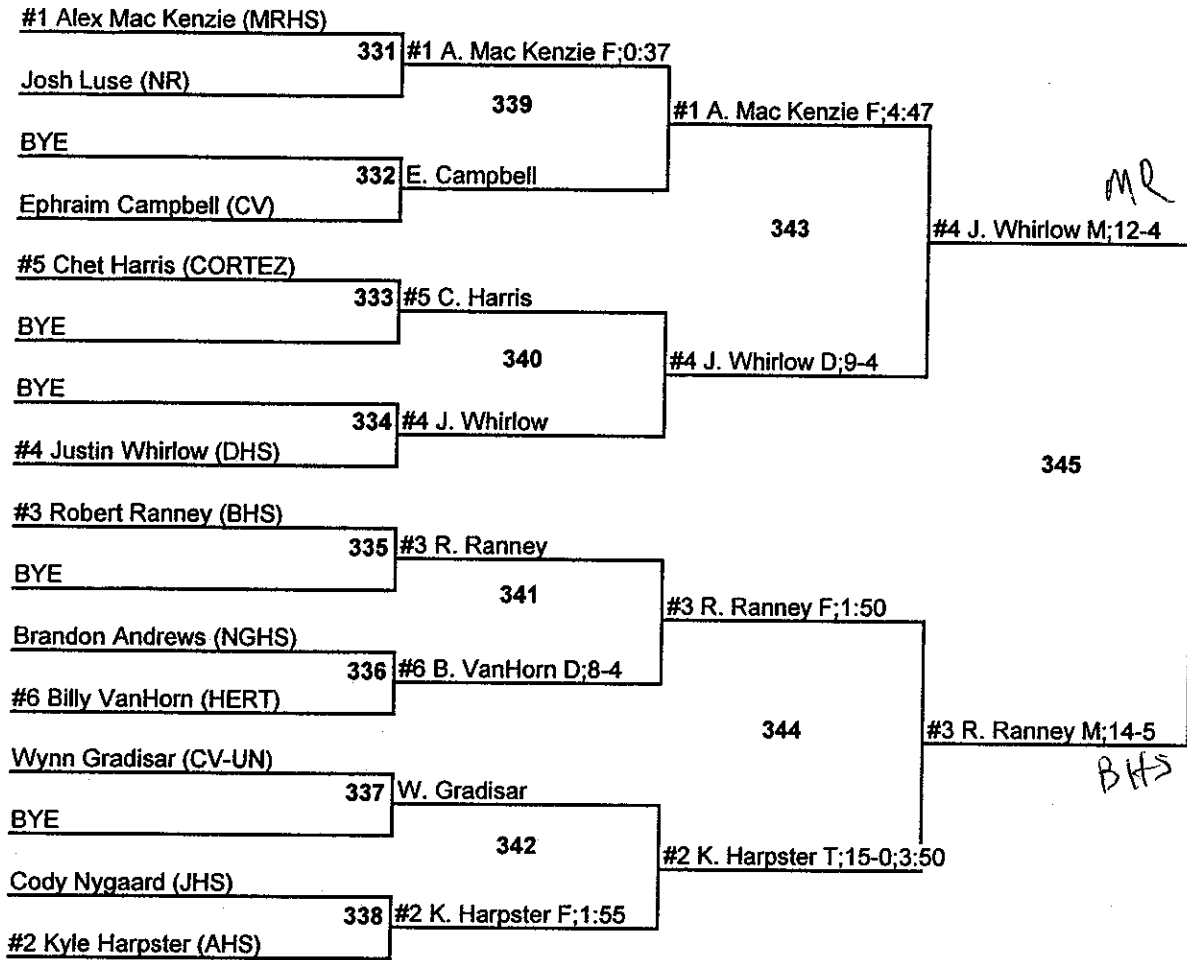 #1 Alex Mac Kenzie (MRHS)
331 #1 A. Mac Kenzie F;0:37
Josh Luse (NR)
339
#1 A. Mac Kenzie F;4:47
BYE
332 E. Campbell
Ephraim Campbell (CV)
MR
343
#4 J. Whirlow M;12-4
#5 Chet Harris (CORTEZ)
333 #5 C. Harris
BYE
340
#4 J. Whirlow D;9-4
BYE
334 #4 J. Whirlow
#4 Justin Whirlow (DHS)
345
#3 Robert Ranney (BHS)
335 #3 R. Ranney
BYE
341
#3 R. Ranney F;1:50
Brandon Andrews (NGHS)
336 #6 B. VanHorn D;8-4
#6 Billy VanHorn (HERT)
344
#3 R. Ranney M;14-5
BHS
Wynn Gradisar (CV-UN)
337 W. Gradisar
BYE
342
#2 K. Harpster T;15-0;3:50
Cody Nygaard (JHS)
338 #2 K. Harpster F;1:55
#2 Kyle Harpster (AHS)